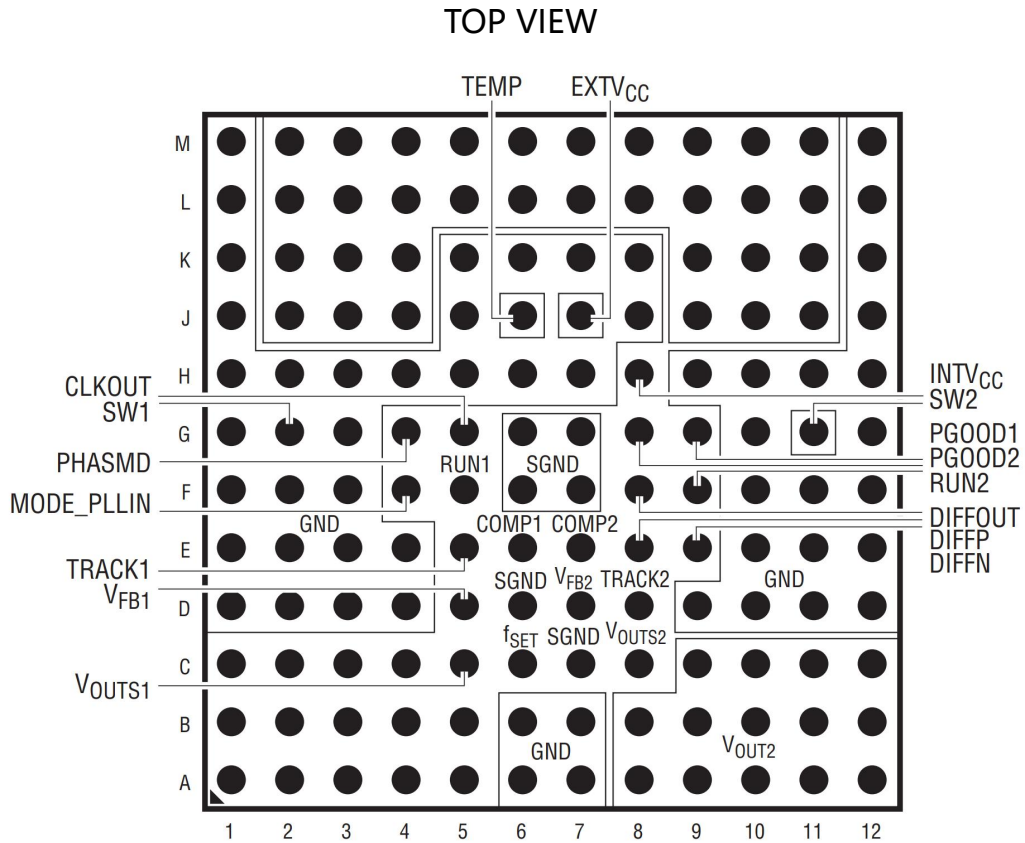 TOP VIEW
TEMP EXTVCC
M
L
K
J
H
CLKOUT INTVCC
SW1 SW2
G
PGOOD1
PHASMD RUN1 SGND PGOOD2
F RUN2
MODE_PLLIN
GND COMP1 COMP2 DIFFOUT
E DIFFP
TRACK1 DIFFN
SGND VFB2 TRACK2 GND
VFB1
D
fSET SGND VOUTS2
C
VOUTS1
B
GND VOUT2
A
1 2 3 4 5 6 7 8 9 10 11 12